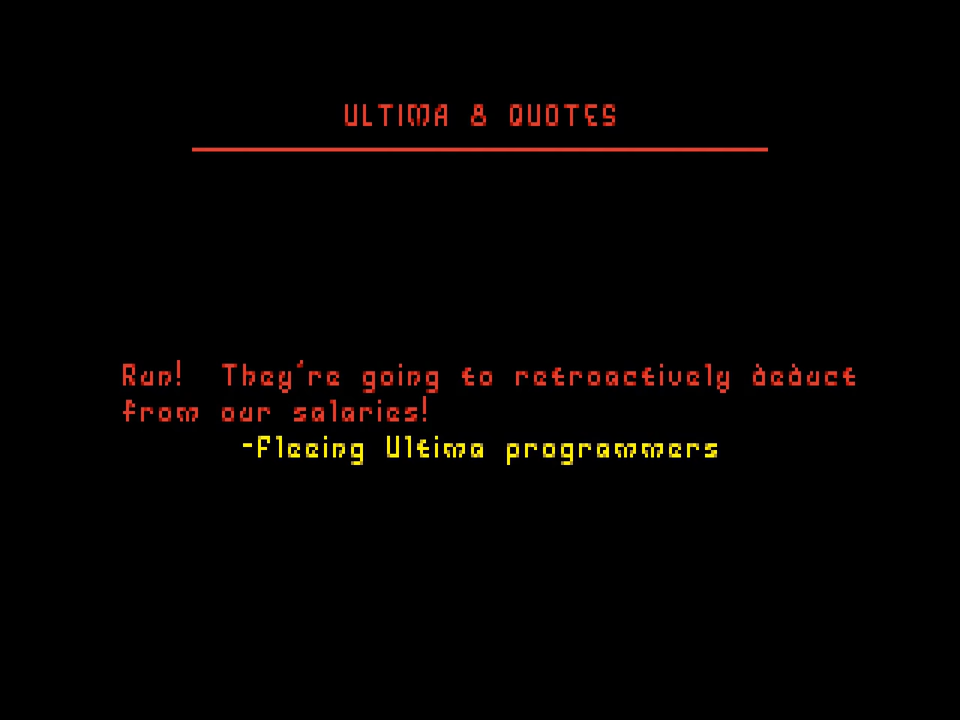 ULTIMA 8 QUOTES
Run!  They're going to retroactively deduct
from our salaries!
-Fleeing Ultima programmers